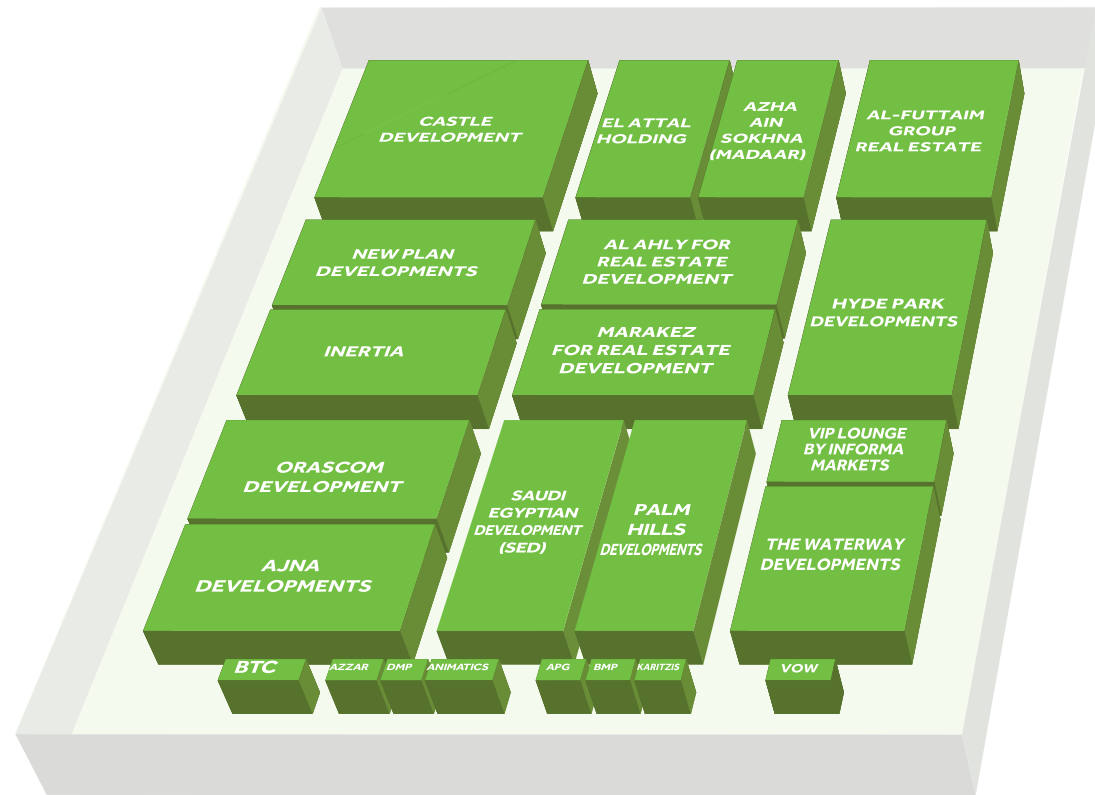 CASTLE
DEVELOPMENT
EL ATTAL
HOLDING
AZHA
AIN
SOKHNA
(MADAAR)
AL-FUTTAIM
GROUP
REAL ESTATE
NEW PLAN
DEVELOPMENTS
AL AHLY FOR
REAL ESTATE
DEVELOPMENT
HYDE PARK
DEVELOPMENTS
INERTIA
MARAKEZ
FOR REAL ESTATE
DEVELOPMENT
ORASCOM
DEVELOPMENT
SAUDI
EGYPTIAN
DEVELOPMENT
(SED)
PALM
HILLS
DEVELOPMENTS
VIP LOUNGE
BY INFORMA
MARKETS
AJNA
DEVELOPMENTS
THE WATERWAY
DEVELOPMENTS
BTC
AZZAR
DMP
ANIMATICS
APG
BMP
KARITZIS
VOW